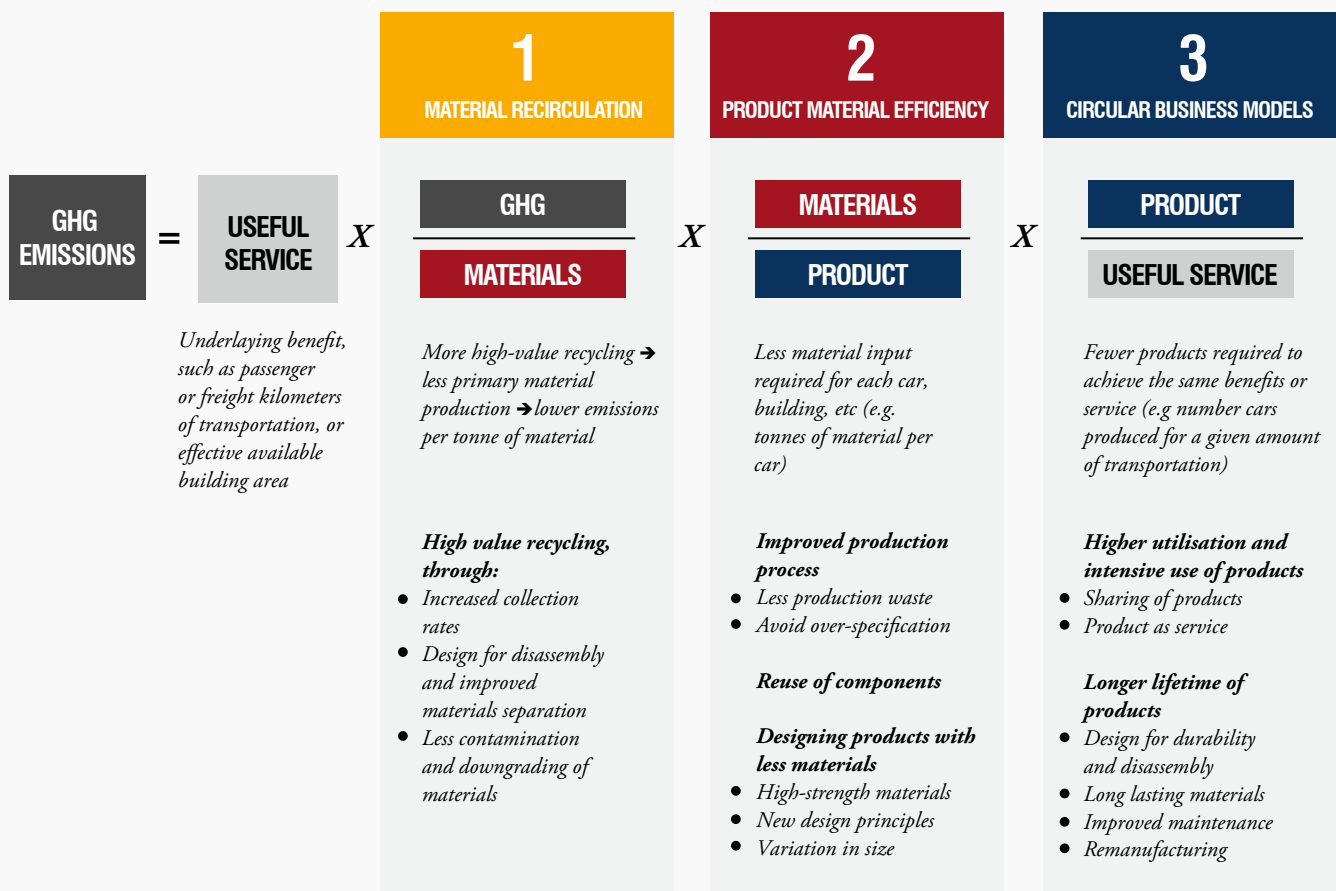 1
MATERIAL RECIRCULATION
2
PRODUCT MATERIAL EFFICIENCY
3
CIRCULAR BUSINESS MODELS
GHG
EMISSIONS
=
USEFUL
SERVICE
X
GHG
MATERIALS
X
MATERIALS
PRODUCT
X
PRODUCT
USEFUL SERVICE
Underlaying benefit,
such as passenger
or freight kilometers
of transportation, or
effective available
building area
More high-value recycling ➔
less primary material
production ➔ lower emissions
per tonne of material
Less material input
required for each car,
building, etc (e.g.
tonnes of material per
car)
Fewer products required to
achieve the same benefits or
service (e.g number cars
produced for a given amount
of transportation)
High value recycling,
through:
● Increased collection
rates
● Design for disassembly
and improved
materials separation
● Less contamination
and downgrading of
materials
Improved production
process
● Less production waste
● Avoid over-specification
Reuse of components
Designing products with
less materials
● High-strength materials
● New design principles
● Variation in size
Higher utilisation and
intensive use of products
● Sharing of products
● Product as service
Longer lifetime of
products
● Design for durability
and disassembly
● Long lasting materials
● Improved maintenance
● Remanufacturing